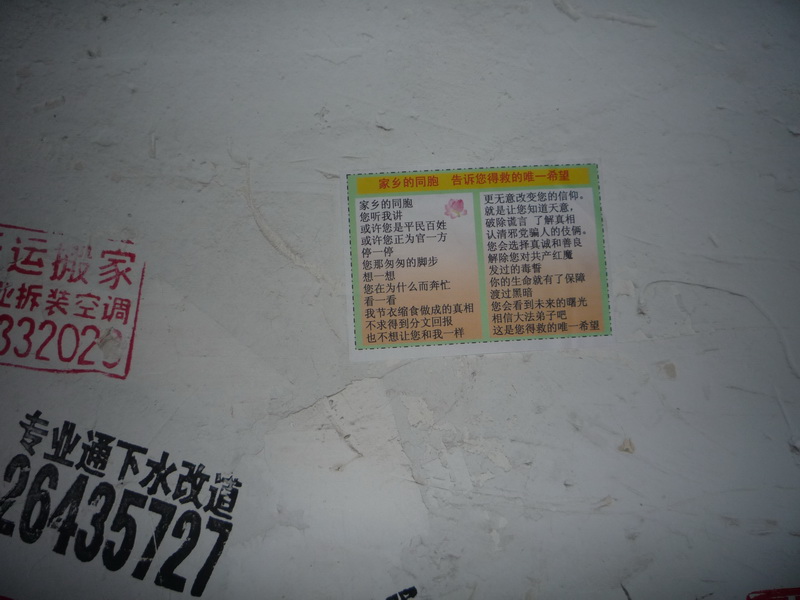 家乡的同胞 告诉您得救的唯一希望
家乡的同胞
您听我讲
或许您是平民百姓
或许您正为官一方
停一停
您那匆匆的脚步
想一想
您在为什么而奔忙
看一看
我节衣缩食做成的真相
不求得到分文回报
也不想让您和我一样
更无意改变您的信仰。
就是让您知道天意，
破除谎言 了解真相
认清邪党骗人的伎俩。
您会选择真诚和善良
解除您对共产红魔
发过的毒誓
你的生命就有了保障
渡过黑暗
您会看到未来的曙光
相信大法弟子吧
这是您得救的唯一希望
运搬家
业拆装空调
332023
专业通下水改道
26435727